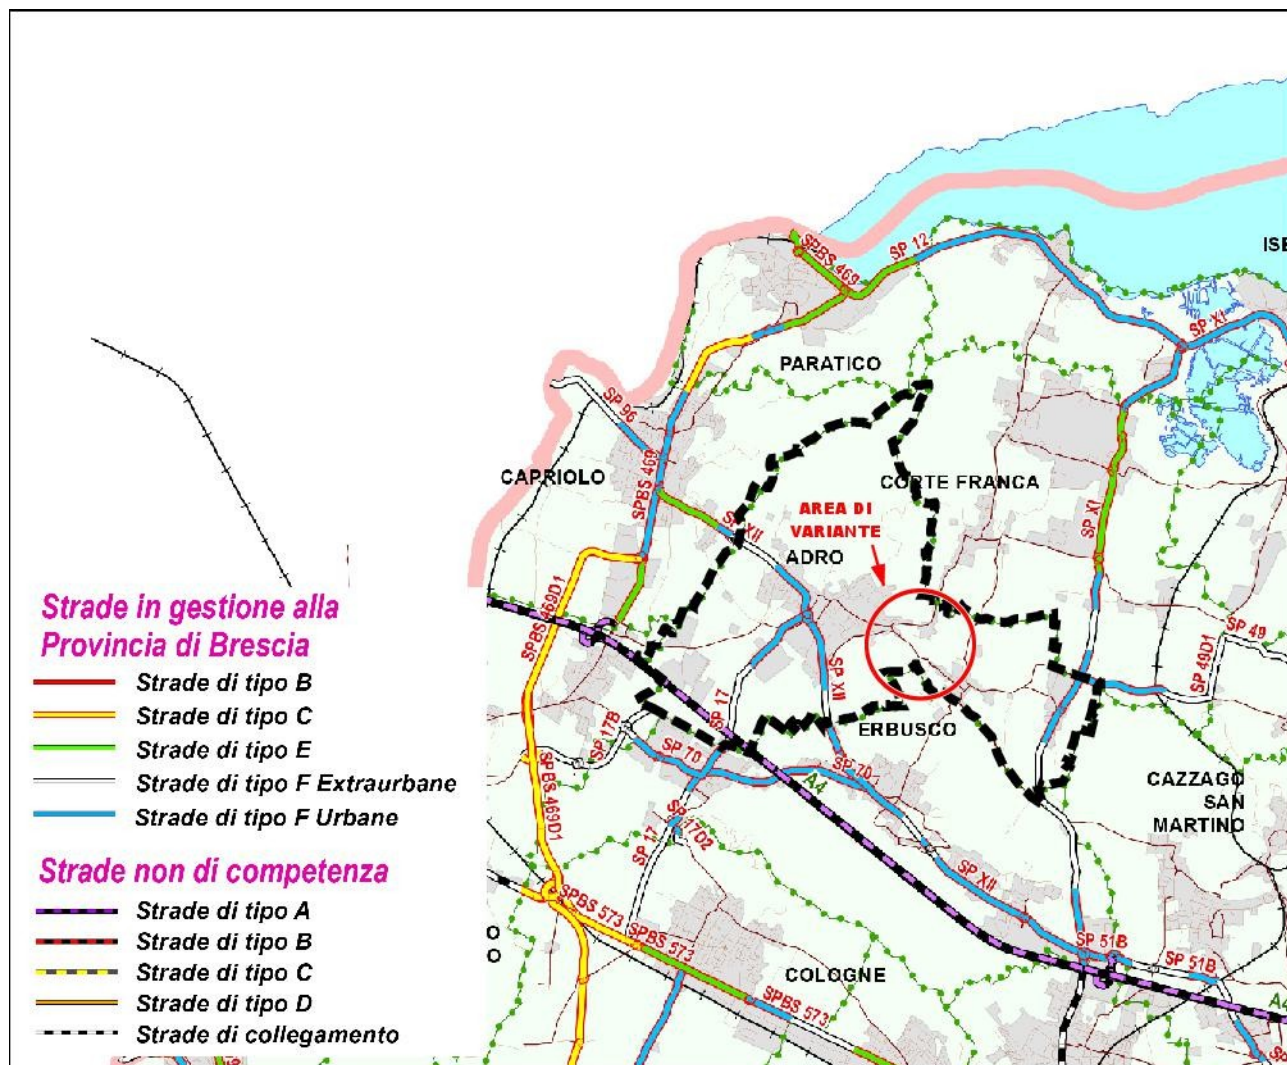 SPBS 469
SP 12
ISE
SP XI
PARATICO
SP 96
CAPRIOLO
SPBS 469
CORTE FRANCA
AREA DI
VARIANTE
SP XII
ADRO
SP XI
SPBS 469D1
Strade in gestione alla
Provincia di Brescia
Strade di tipo B
Strade di tipo C
Strade di tipo E
Strade di tipo F Extraurbane
Strade di tipo F Urbane
SP 49
SP 49D1
SP XII
SP 17
SP 17B
ERBUSCO
SP 70
SP 70
A4
CAZZAGO
SAN
MARTINO
SPBS 469D1
SP 17
SP 17D2
Strade non di competenza
Strade di tipo A
Strade di tipo B
Strade di tipo C
Strade di tipo D
Strade di collegamento
SP XII
SPBS 573
SPBS 573
O
O
SP 51B
SP 51B
COLOGNE
SPBS 573
A4